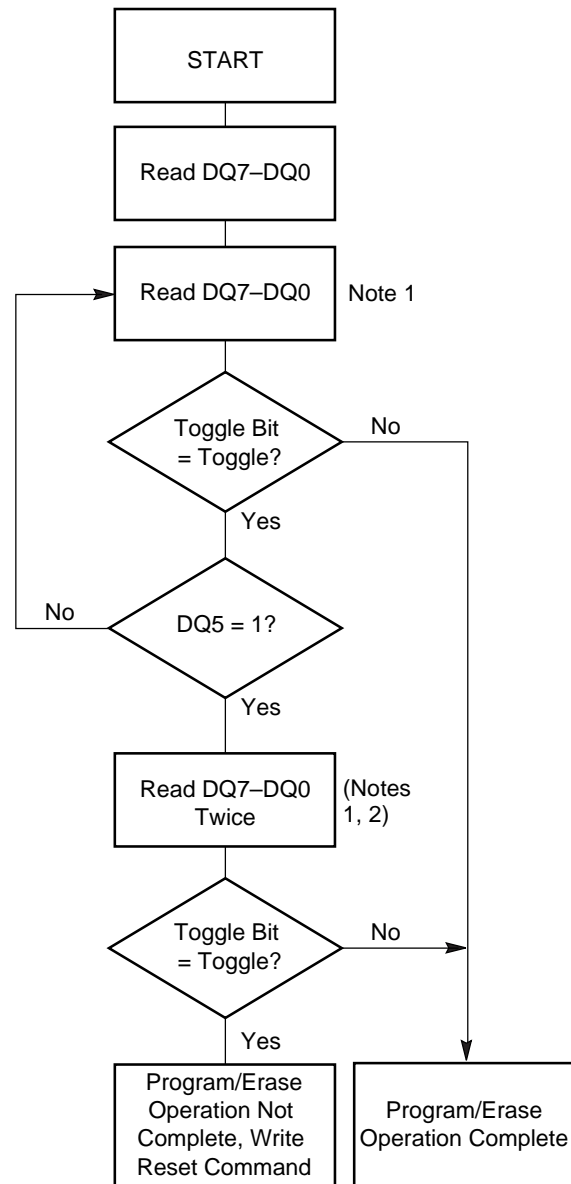 START
Read DQ7–DQ0
Read DQ7–DQ0
Note 1
Toggle Bit
= Toggle?
No
Yes
No
DQ5 = 1?
Yes
Read DQ7–DQ0
Twice
(Notes
1, 2)
Toggle Bit
= Toggle?
No
Yes
Program/Erase
Operation Not
Complete, Write
Reset Command
Program/Erase
Operation Complete